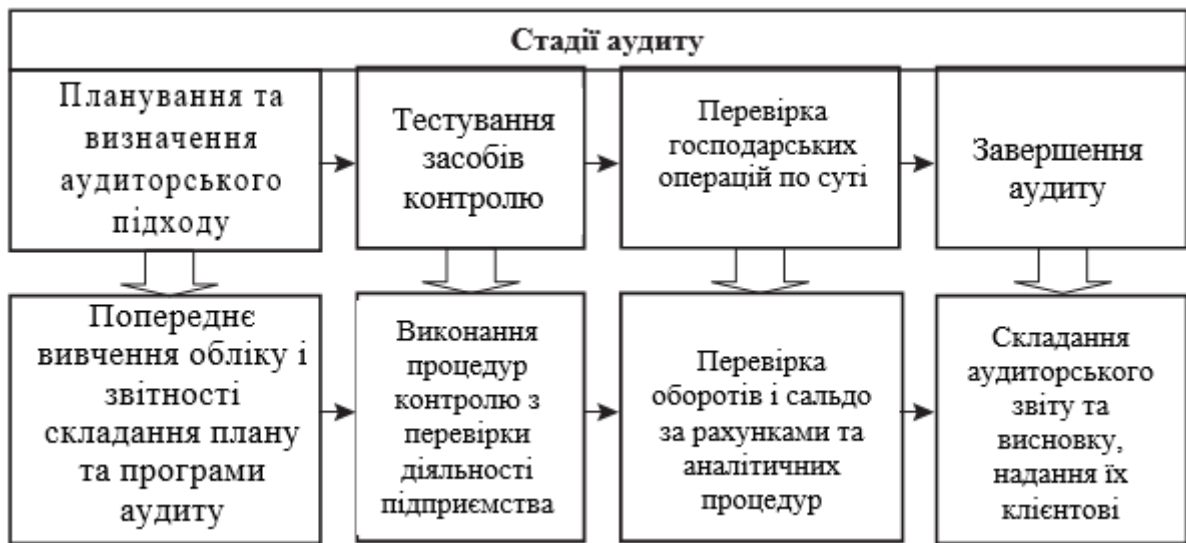 Стадії аудиту
Планування та
визначення
аудиторського
підходу
Тестування
засобів
контролю
Перевірка
господарських
операцій по суті
Завершення
аудиту
Попереднє
вивчення обліку і
звітності
складання плану
та програми
аудиту
Виконання
процедур
контролю з
перевірки
діяльності
підприємства
Перевірка
оборотів і сальдо
за рахунками та
аналітичних
процедур
Складання
аудиторського
звіту та
висновку,
надання їх
клієнтові